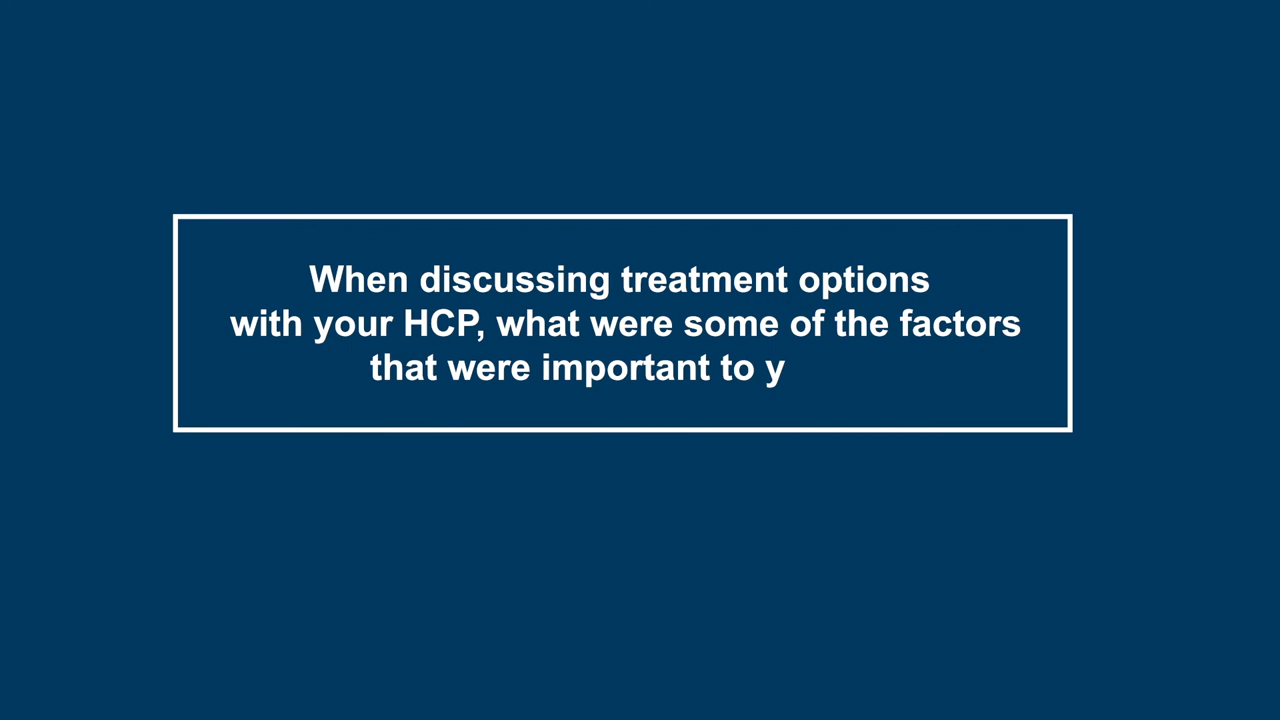 When discussing treatment options
with your HCP, what were some of the factors
that were important to y